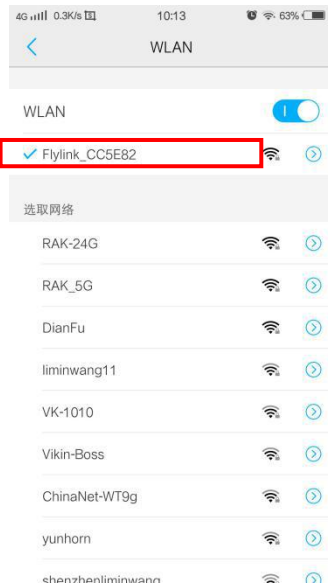 4G 0.3K/s 10:13 63%
WLAN
WLAN
Flylink_CC5E82
选取网络
RAK-24G
RAK_5G
DianFu
liminwang11
VK-1010
Vikin-Boss
ChinaNet-WT9g
yunhorn
shenzhenliminwang